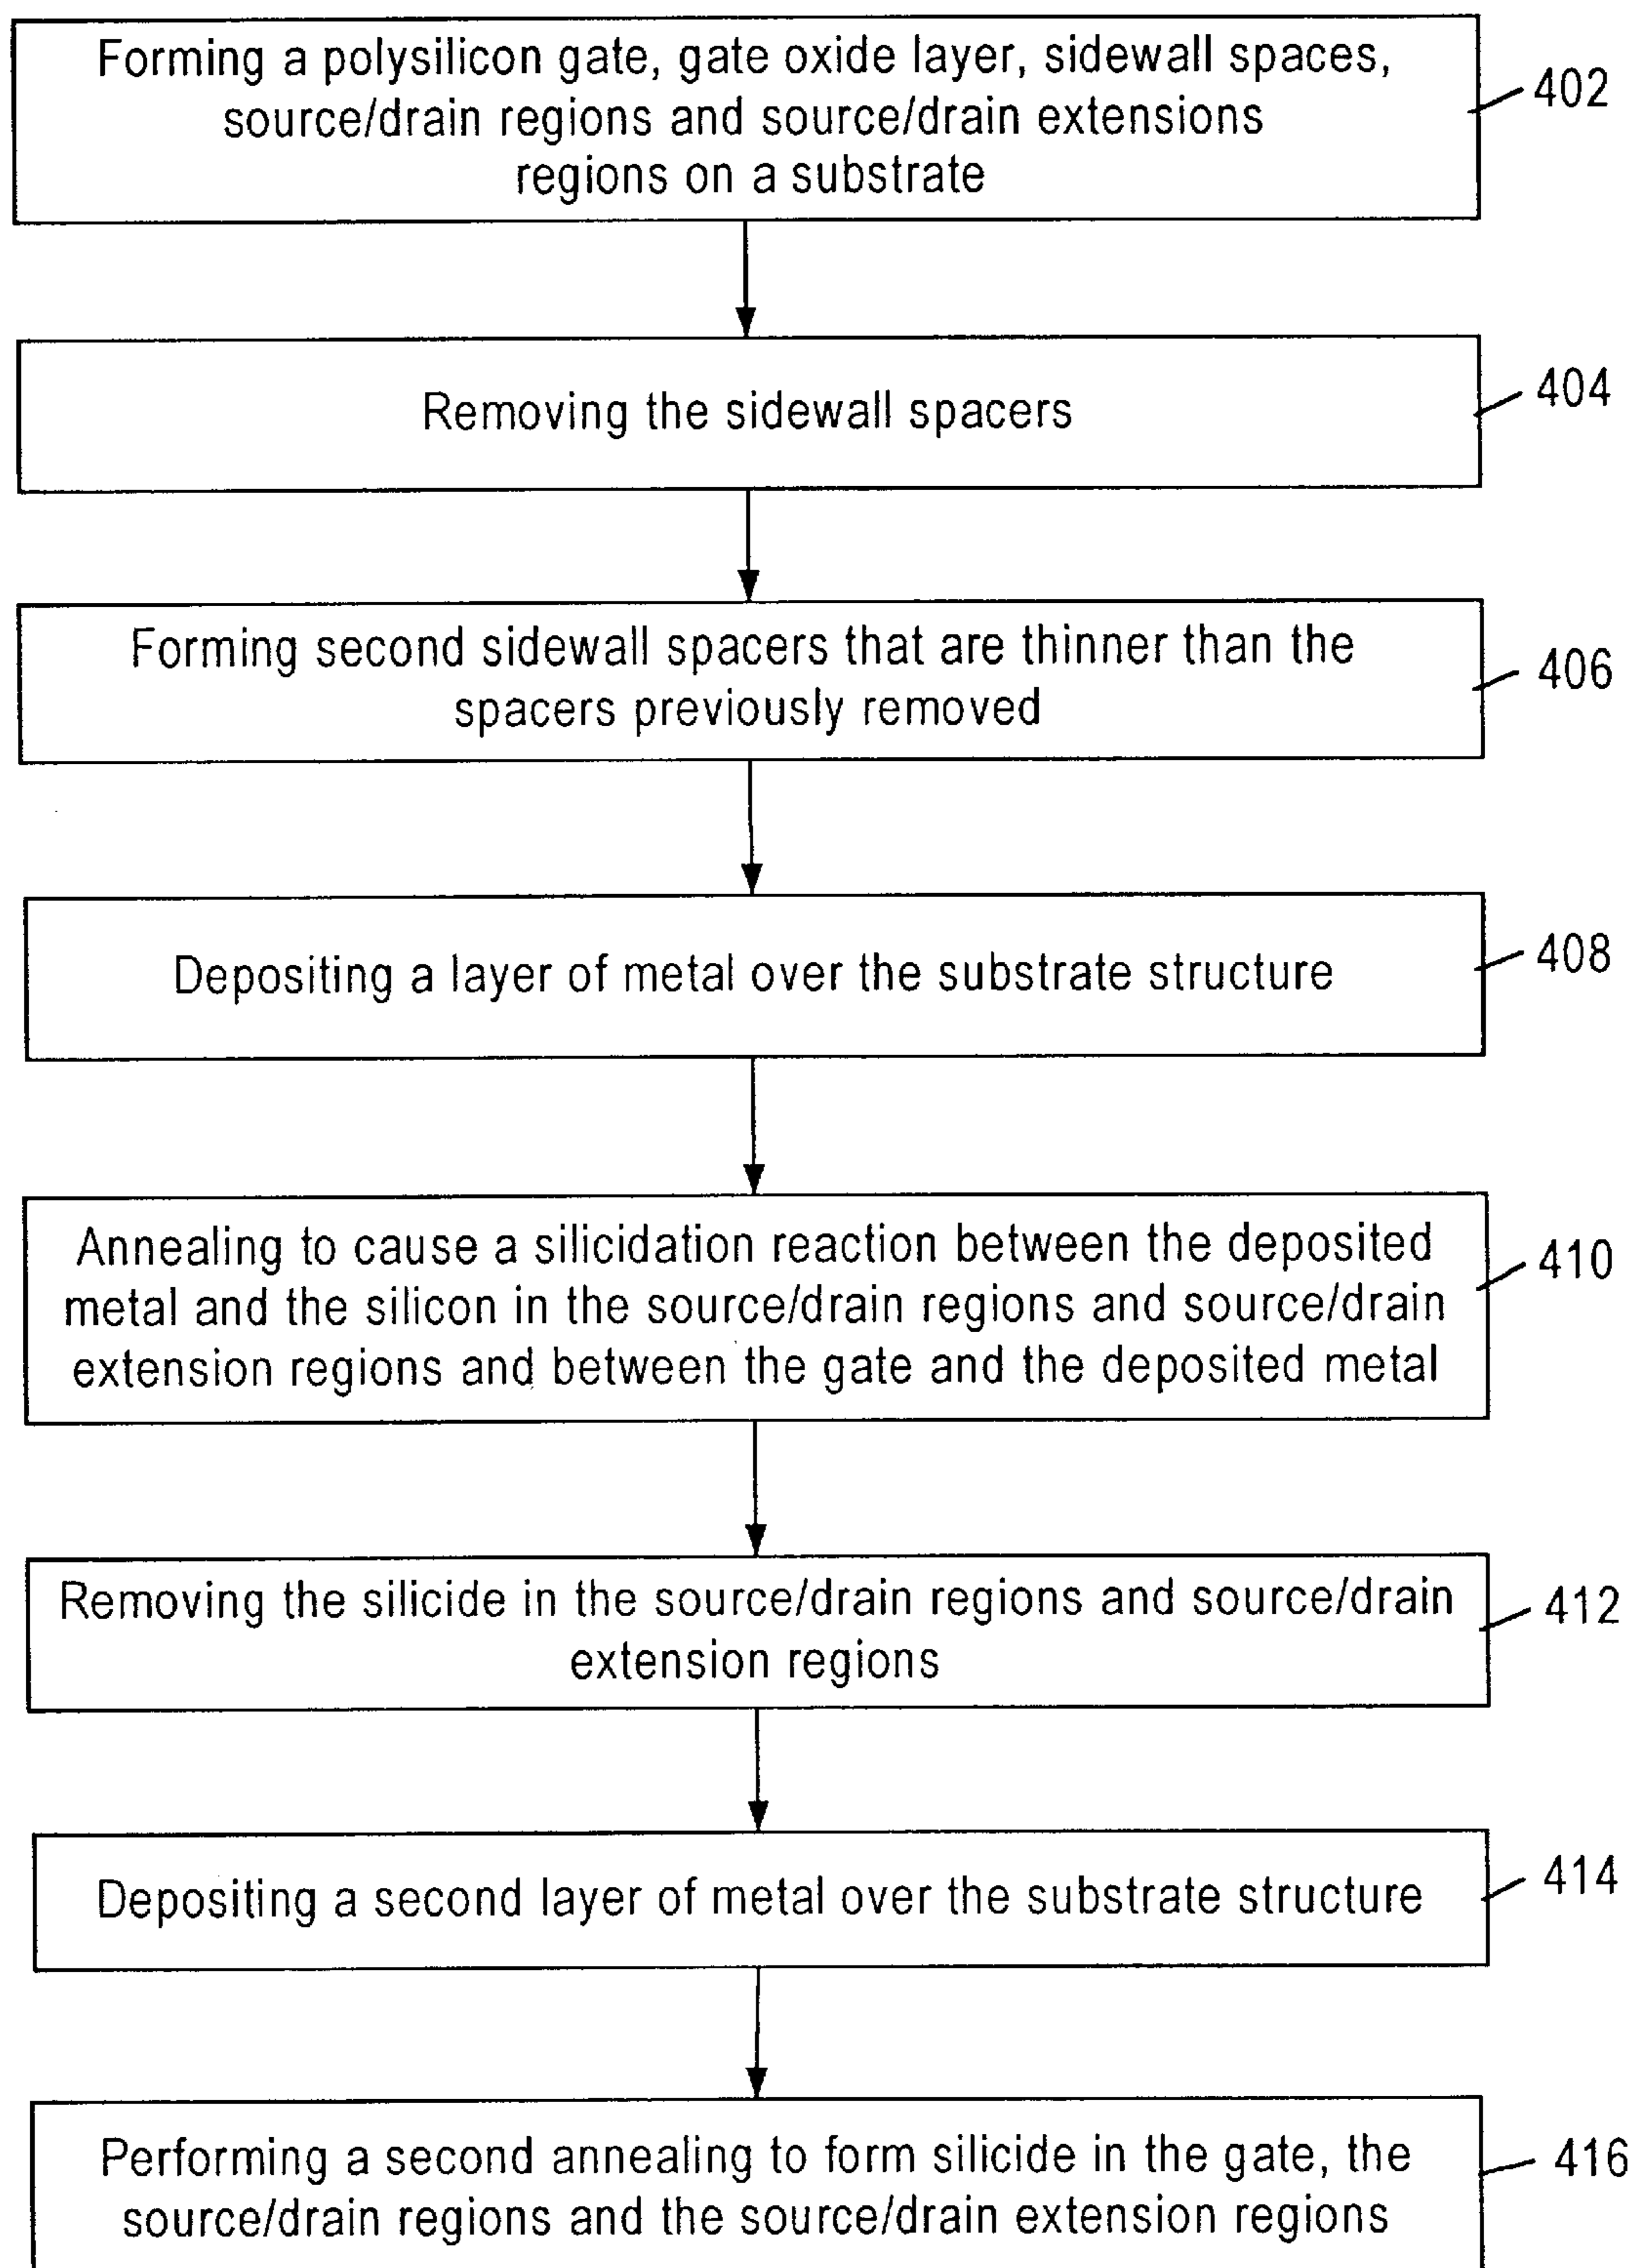 Forming a polysilicon gate, gate oxide layer, sidewall spaces,
source/drain regions and source/drain extensions
regions on a substrate
402
Removing the sidewall spacers
404
Forming second sidewall spacers that are thinner than the
spacers previously removed
406
Depositing a layer of metal over the substrate structure
408
Annealing to cause a silicidation reaction between the deposited
metal and the silicon in the source/drain regions and source/drain
extension regions and between the gate and the deposited metal
410
Removing the silicide in the source/drain regions and source/drain
extension regions
412
Depositing a second layer of metal over the substrate structure
414
Performing a second annealing to form silicide in the gate, the
source/drain regions and the source/drain extension regions
416